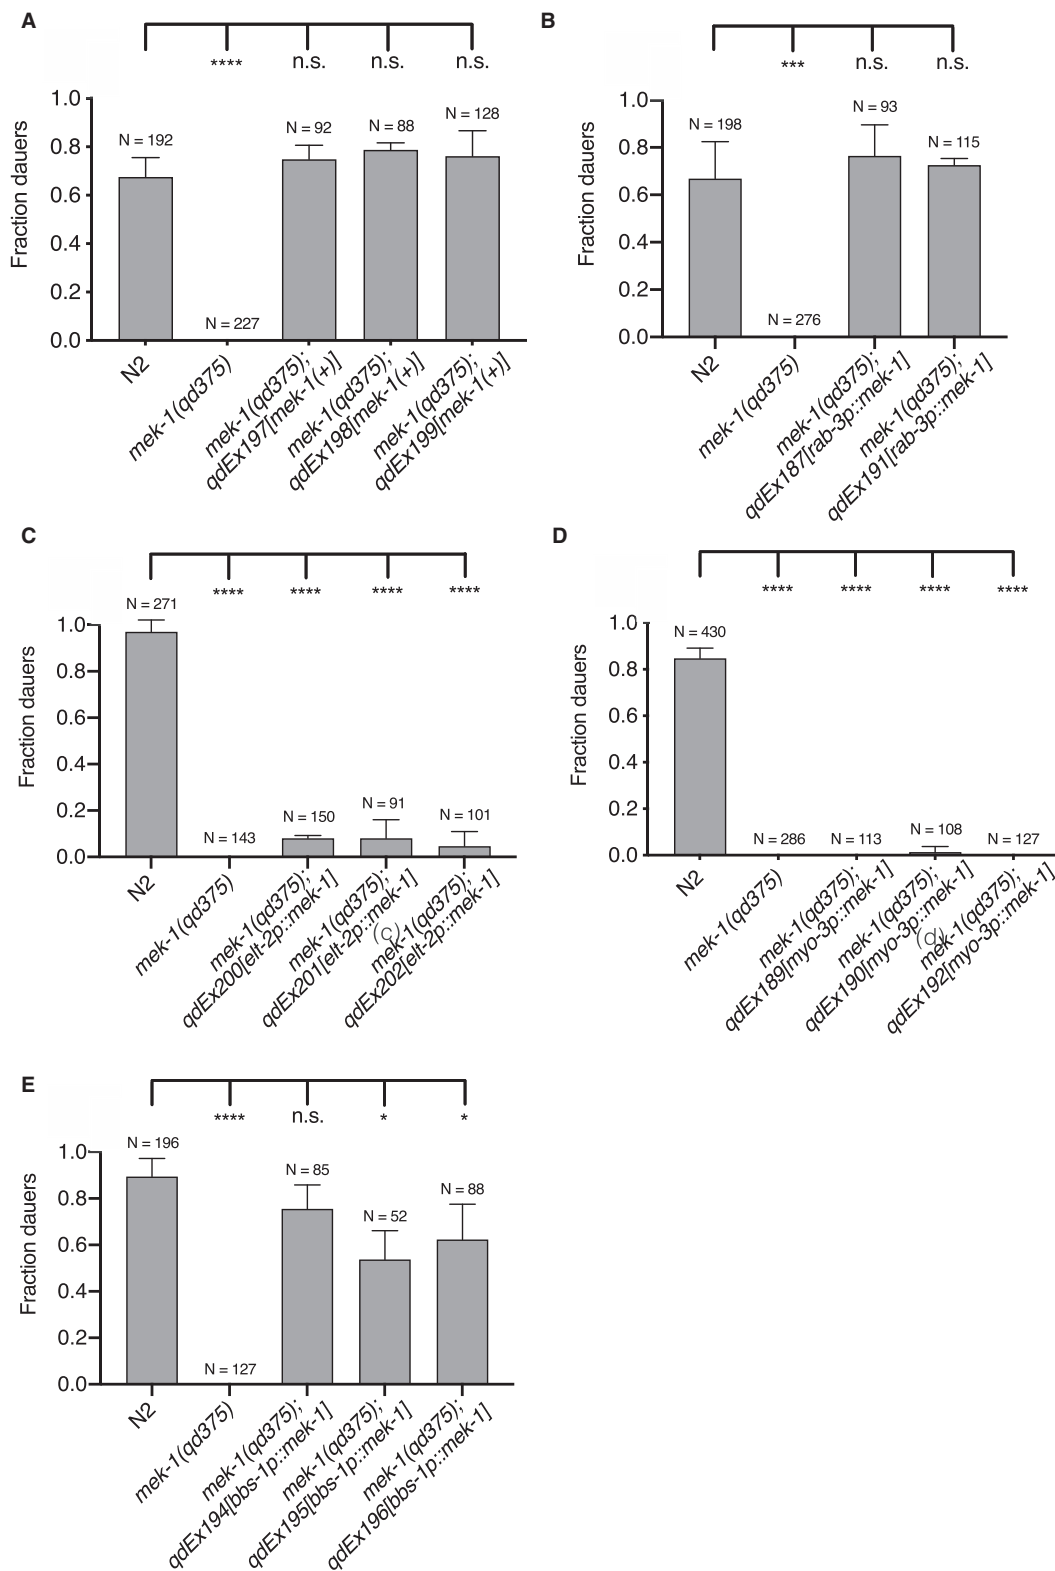 A
**** n.s. n.s. n.s.
Fraction dauers
1.0
0.8
0.6
0.4
0.2
0.0
N = 192
N = 227
N = 92
N = 88
N = 128
N2
mek-1(qd375)
mek-1(qd375);
qdEx197[mek-1(+)]
mek-1(qd375);
qdEx198[mek-1(+)]
mek-1(qd375);
qdEx199[mek-1(+)]
B
*** n.s. n.s.
Fraction dauers
1.0
0.8
0.6
0.4
0.2
0.0
N = 198
N = 276
N = 93
N = 115
N2
mek-1(qd375)
mek-1(qd375);
qdEx187[rab-3p::mek-1]
mek-1(qd375);
qdEx191[rab-3p::mek-1]
C
**** **** **** ****
Fraction dauers
1.0
0.8
0.6
0.4
0.2
0.0
N = 271
N = 143
N = 150
N = 91
N = 101
N2
mek-1(qd375)
mek-1(qd375);
qdEx200[elt-2p::mek-1]
mek-1(qd375);
qdEx201[elt-2p::mek-1]
mek-1(qd375);
qdEx202[elt-2p::mek-1]
(c)
D
**** **** **** ****
Fraction dauers
1.0
0.8
0.6
0.4
0.2
0.0
N = 430
N = 286
N = 113
N = 108
N = 127
N2
mek-1(qd375)
mek-1(qd375);
qdEx189[myo-3p::mek-1]
mek-1(qd375);
qdEx190[myo-3p::mek-1]
mek-1(qd375);
qdEx192[myo-3p::mek-1]
(d)
E
**** n.s. * *
Fraction dauers
1.0
0.8
0.6
0.4
0.2
0.0
N = 196
N = 127
N = 85
N = 52
N = 88
N2
mek-1(qd375)
mek-1(qd375);
qdEx194[bbs-1p::mek-1]
mek-1(qd375);
qdEx195[bbs-1p::mek-1]
mek-1(qd375);
qdEx196[bbs-1p::mek-1]